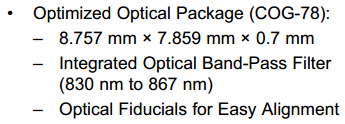 • Optimized Optical Package (COG-78):
– 8.757 mm × 7.859 mm × 0.7 mm
– Integrated Optical Band-Pass Filter
(830 nm to 867 nm)
– Optical Fiducials for Easy Alignment